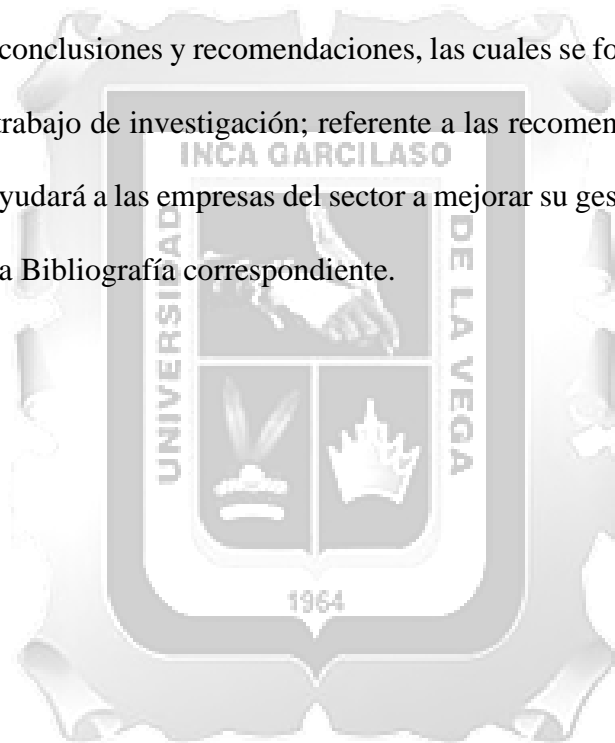 conclusiones y recomendaciones, las cuales se fo
trabajo de investigación; referente a las recomen
yudará a las empresas del sector a mejorar su ges
a Bibliografía correspondiente.
UNIVERSIDAD
INCA GARCILASO
DE LA VEGA
1964